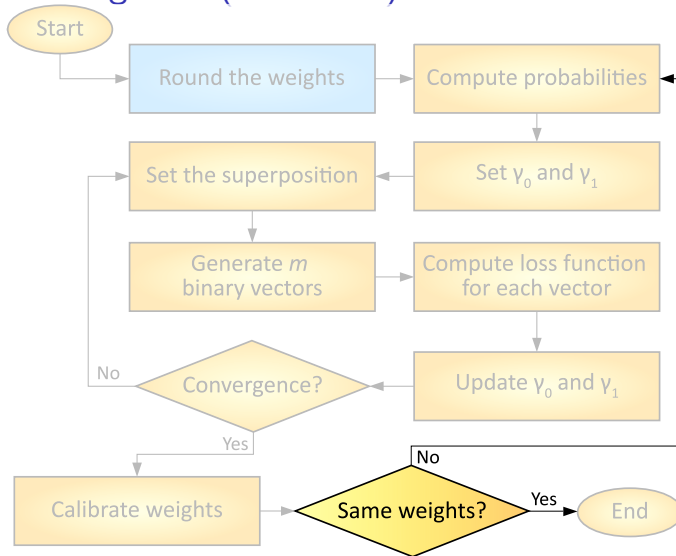 Start
Round the weights
Compute probabilities
Set the superposition
Set γ₀ and γ₁
Generate m
binary vectors
Compute loss function
for each vector
No
Convergence?
Update γ₀ and γ₁
Yes
No
Calibrate weights
Same weights?
Yes
End